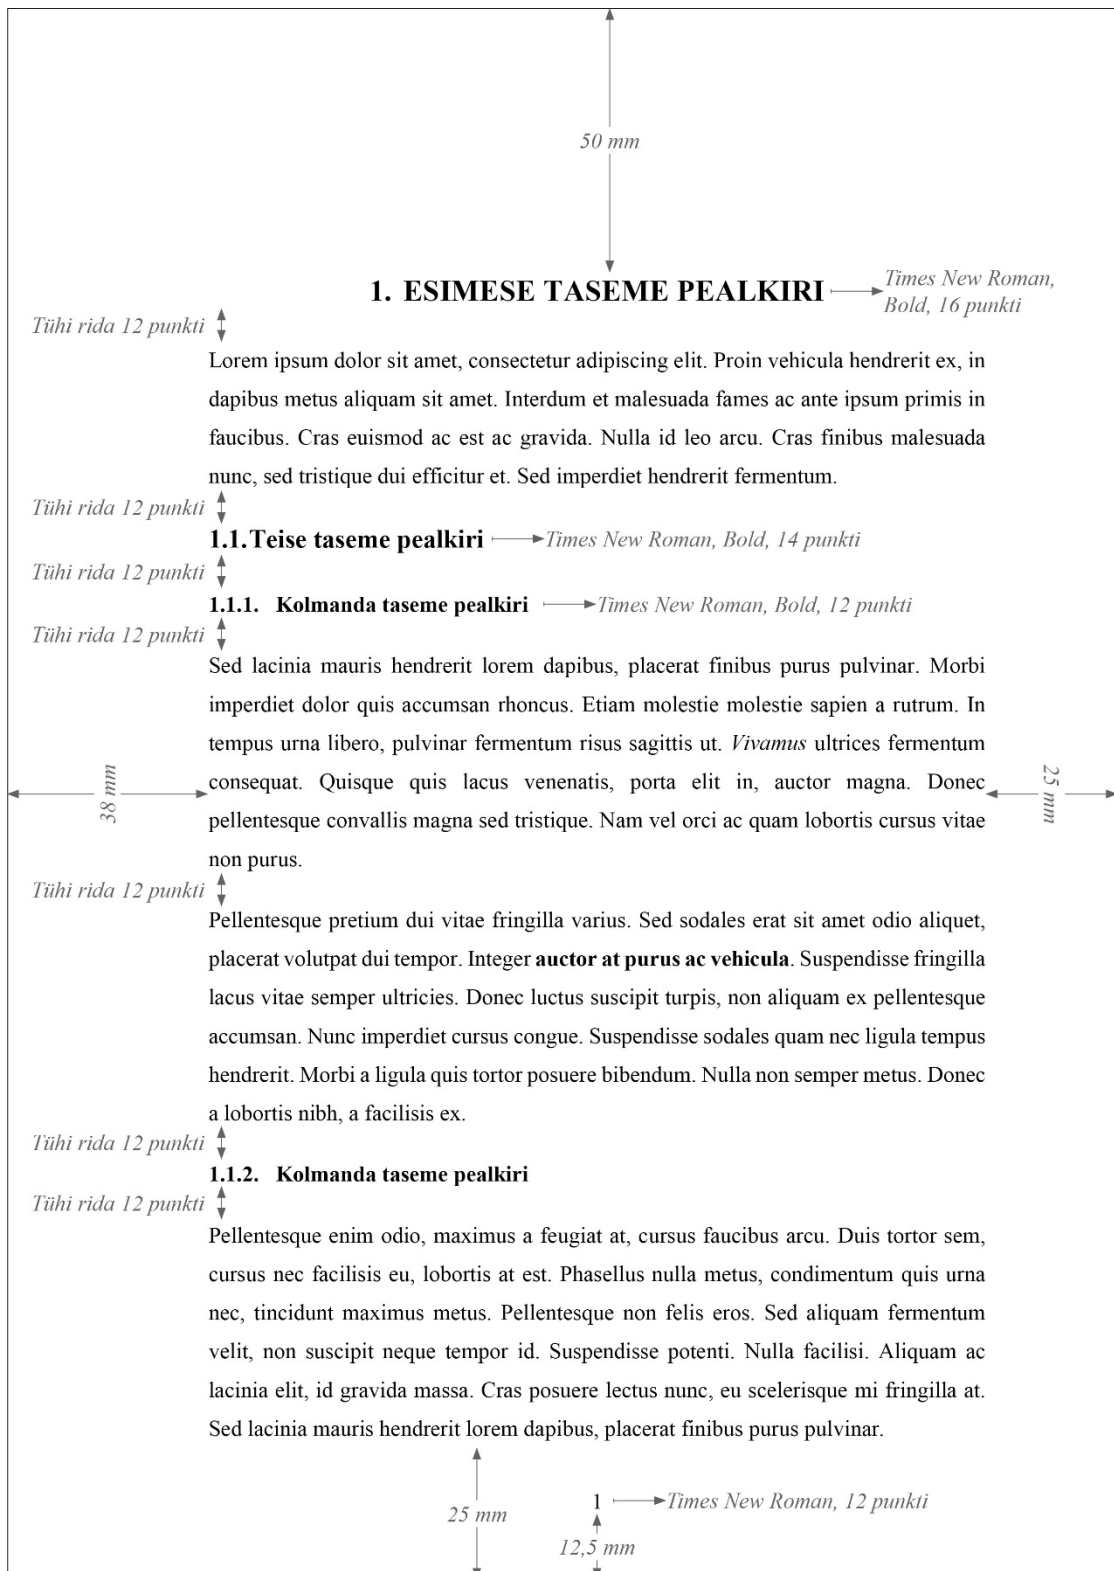 50 mm
1. ESIMESE TASEME PEALKIRI
Times New Roman,
Bold, 16 punkti
Tühi rida 12 punkti
Lorem ipsum dolor sit amet, consectetur adipiscing elit. Proin vehicula hendrerit ex, in
dapibus metus aliquam sit amet. Interdum et malesuada fames ac ante ipsum primis in
faucibus. Cras euismod ac est ac gravida. Nulla id leo arcu. Cras finibus malesuada
nunc, sed tristique dui efficitur et. Sed imperdiet hendrerit fermentum.
Tühi rida 12 punkti
1.1.Teise taseme pealkiri
Times New Roman, Bold, 14 punkti
Tühi rida 12 punkti
1.1.1. Kolmanda taseme pealkiri
Times New Roman, Bold, 12 punkti
Tühi rida 12 punkti
Sed lacinia mauris hendrerit lorem dapibus, placerat finibus purus pulvinar. Morbi
imperdiet dolor quis accumsan rhoncus. Etiam molestie molestie sapien a rutrum. In
tempus urna libero, pulvinar fermentum risus sagittis ut. Vivamus ultrices fermentum
consequat. Quisque quis lacus venenatis, porta elit in, auctor magna. Donec
pellentesque convallis magna sed tristique. Nam vel orci ac quam lobortis cursus vitae
non purus.
38 mm
25 mm
Tühi rida 12 punkti
Pellentesque pretium dui vitae fringilla varius. Sed sodales erat sit amet odio aliquet,
placerat volutpat dui tempor. Integer auctor at purus ac vehicula. Suspendisse fringilla
lacus vitae semper ultricies. Donec luctus suscipit turpis, non aliquam ex pellentesque
accumsan. Nunc imperdiet cursus congue. Suspendisse sodales quam nec ligula tempus
hendrerit. Morbi a ligula quis tortor posuere bibendum. Nulla non semper metus. Donec
a lobortis nibh, a facilisis ex.
Tühi rida 12 punkti
1.1.2. Kolmanda taseme pealkiri
Tühi rida 12 punkti
Pellentesque enim odio, maximus a feugiat at, cursus faucibus arcu. Duis tortor sem,
cursus nec facilisis eu, lobortis at est. Phasellus nulla metus, condimentum quis urna
nec, tincidunt maximus metus. Pellentesque non felis eros. Sed aliquam fermentum
velit, non suscipit neque tempor id. Suspendisse potenti. Nulla facilisi. Aliquam ac
lacinia elit, id gravida massa. Cras posuere lectus nunc, eu scelerisque mi fringilla at.
Sed lacinia mauris hendrerit lorem dapibus, placerat finibus purus pulvinar.
1
Times New Roman, 12 punkti
25 mm
12,5 mm